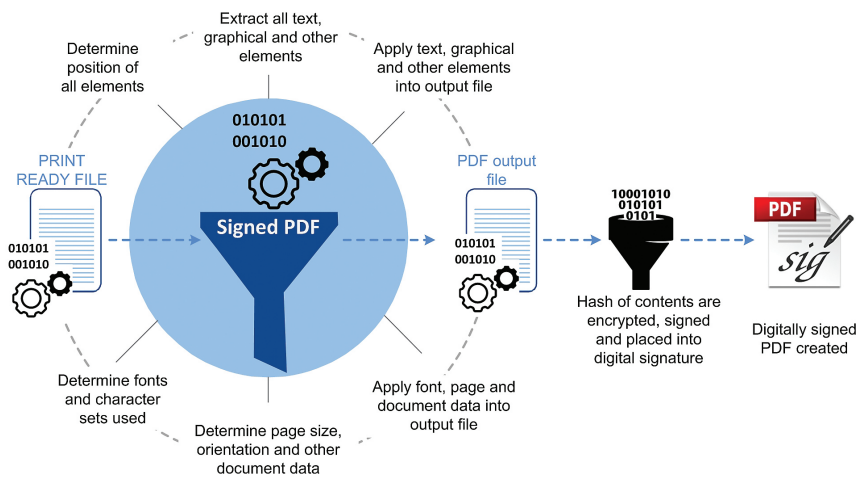 Extract all text,
graphical and other
elements
Determine
position of
all elements
Apply text, graphical
and other elements
into output file
010101
001010
PRINT
READY FILE
PDF output
file
Signed PDF
010101
001010
010101
001010
10001010
010101
0101
PDF
sig
Hash of contents are
encrypted, signed
and placed into
digital signature
Digitally signed
PDF created
Determine fonts
and character
sets used
Apply font, page and
document data into
output file
Determine page size,
orientation and other
document data